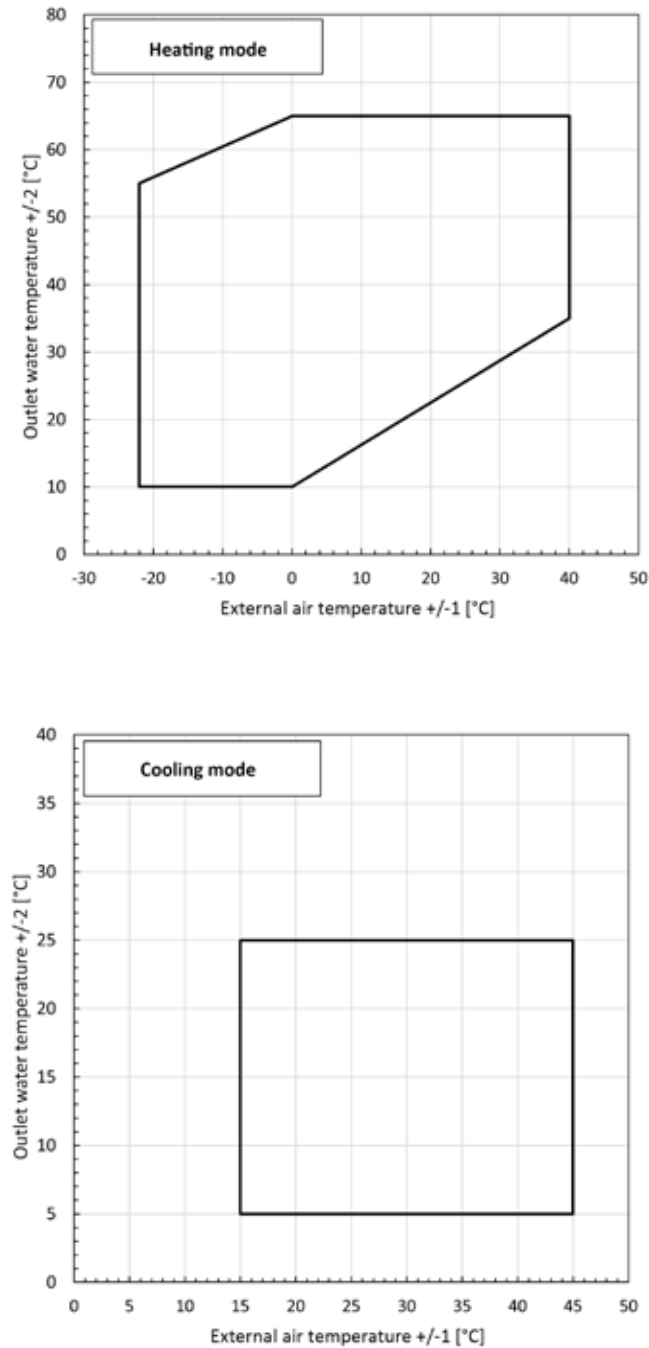 Heating mode
80
70
60
50
40
30
20
10
0
Outlet water temperature +/-2 [°C]
-30 -20 -10 0 10 20 30 40 50
External air temperature +/-1 [°C]
Cooling mode
40
35
30
25
20
15
10
5
0
Outlet water temperature +/-2 [°C]
0 5 10 15 20 25 30 35 40 45 50
External air temperature +/-1 [°C]